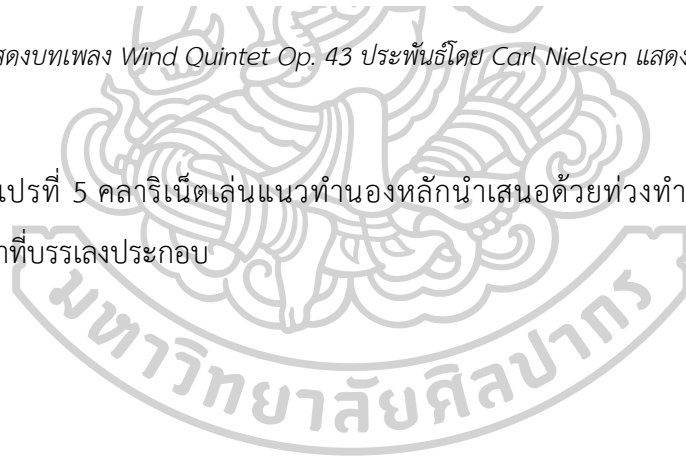 สดงบทเพลง Wind Quintet Op. 43 ประพันธ์โดย Carl Nielsen แสดง
แปรที่ 5 คลาริเน็ตเล่นแนวทำนองหลักนำเสนอด้วยท่วงทำ
าที่บรรเลงประกอบ
มหาวิทยาลัยศิลปากร